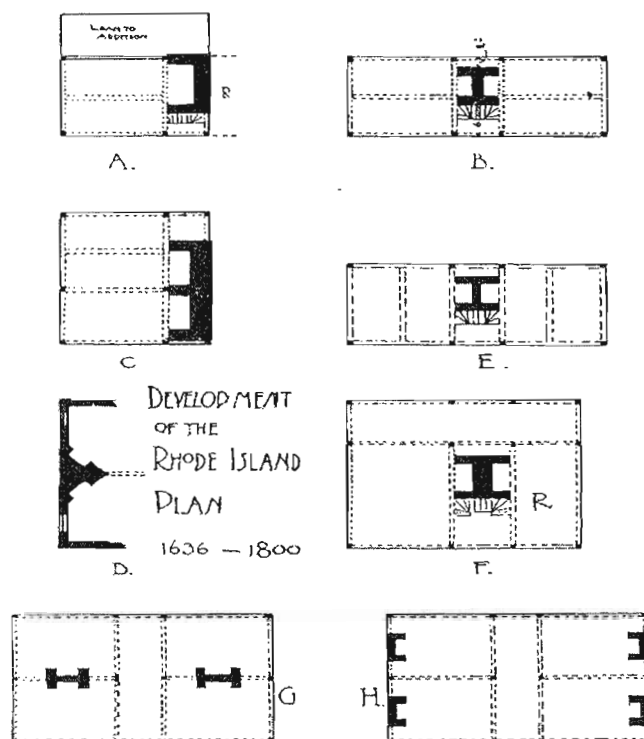 LEAN TO
ADDITION
R
A.
B.
C
E.
DEVELOPMENT
OF THE
RHODE ISLAND
PLAN
1636 — 1800
D.
R
F.
G
H.